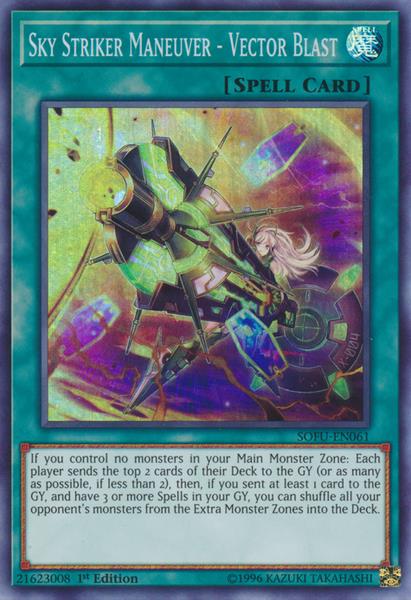 Sky Striker Maneuver - Vector Blast
SPELL
魔
[Spell Card]
SOFU-EN061
If you control no monsters in your Main Monster Zone: Each
player sends the top 2 cards of their Deck to the GY (or as many
as possible, if less than 2), then, if you sent at least 1 card to the
GY, and have 3 or more Spells in your GY, you can shuffle all your
opponent's monsters from the Extra Monster Zones into the Deck.
21623008 1st Edition ©1996 KAZUKI TAKAHASHI